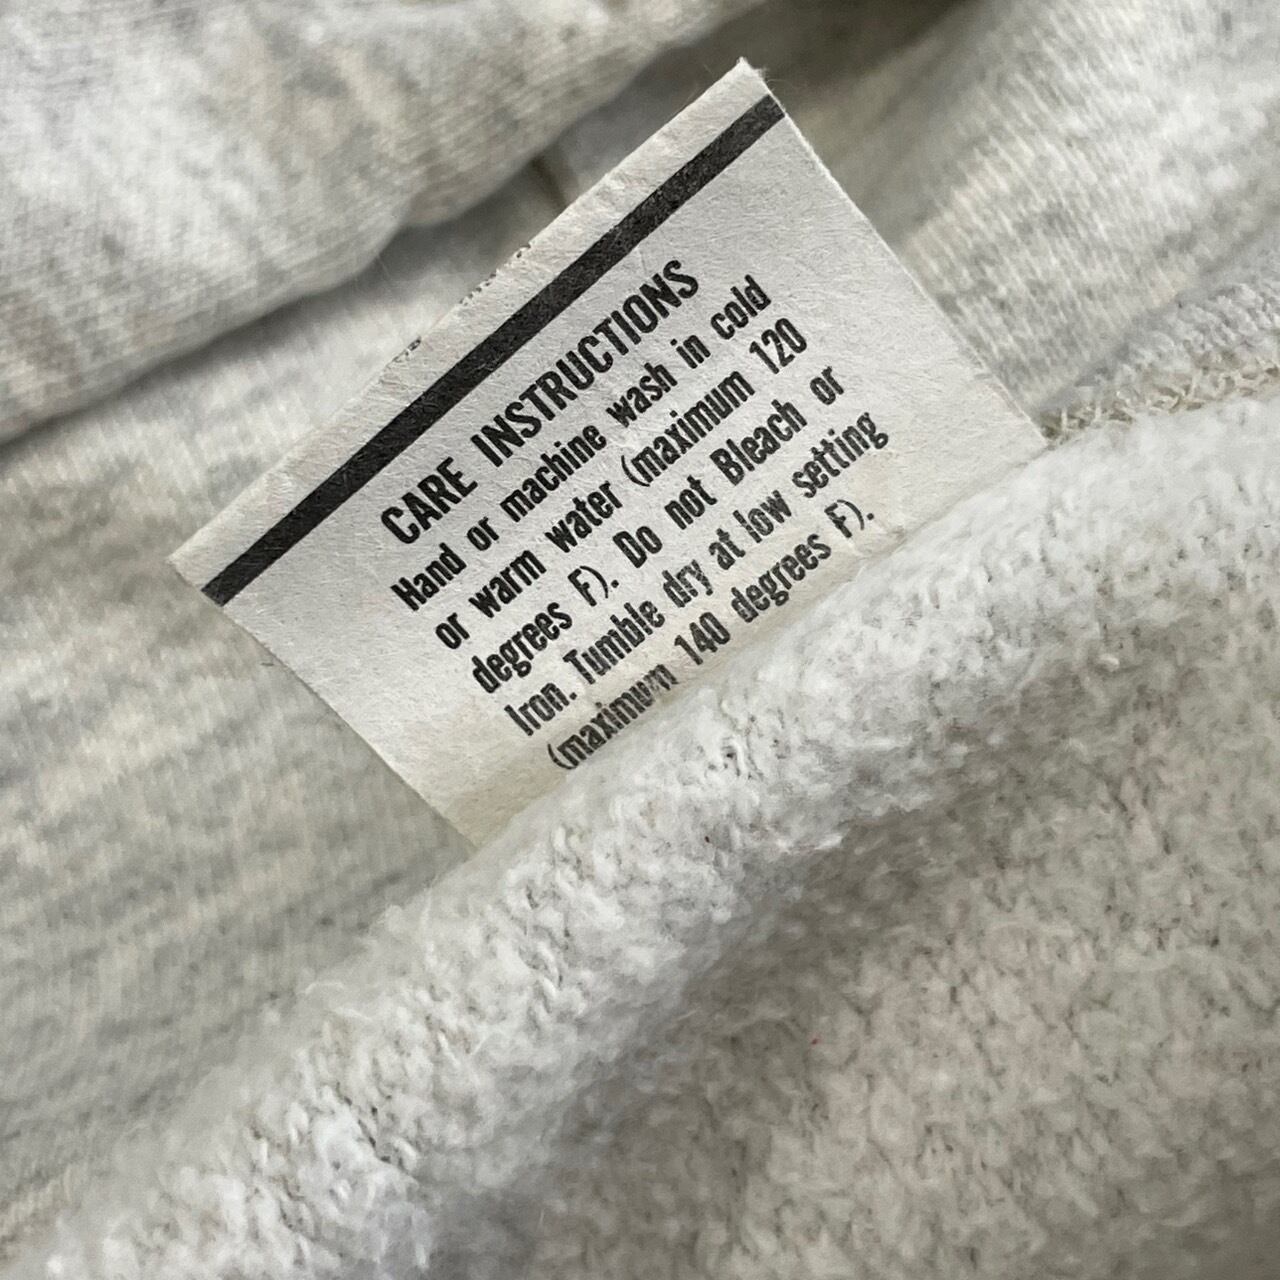 CARE INSTRUCTIONS
Hand or machine wash in cold
or warm water (maximum 120
degrees F). Do not Bleach or
Iron. Tumble dry at low setting
(maximum 140 degrees F).